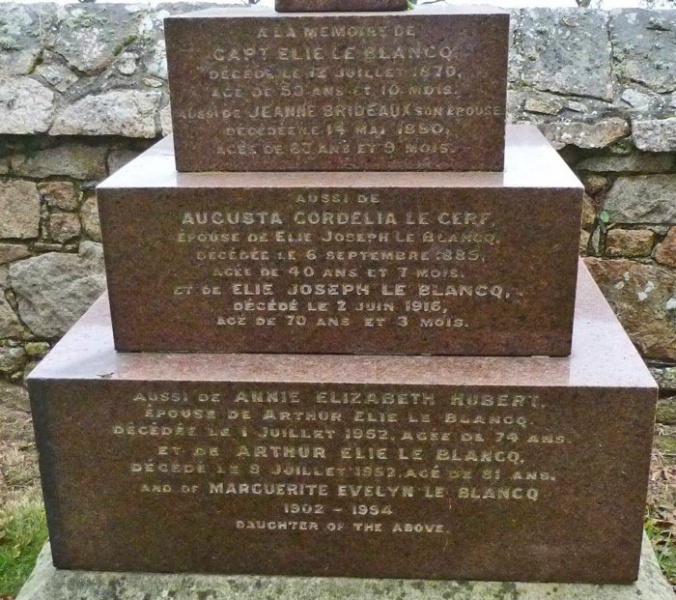 A LA MEMOIRE DE
CAPT ELIE LE BLANCQ
DÉCÉDÉ LE 12 JUILLET 1870,
AGÉ DE 53 ANS ET 10 MOIS.
AUSSI DE JEANNE BRIDEAUX SON ÉPOUSE
DÉCÉDÉE LE 14 MAI 1880,
AGÉE DE 63 ANS ET 9 MOIS.
AUSSI DE
AUGUSTA CORDELIA LE CERF,
ÉPOUSE DE ELIE JOSEPH LE BLANCQ,
DÉCÉDÉE LE 6 SEPTEMBRE 1885,
AGÉE DE 40 ANS ET 7 MOIS.
ET DE ELIE JOSEPH LE BLANCQ,
DÉCÉDÉ LE 2 JUIN 1916,
AGÉ DE 70 ANS ET 3 MOIS.
AUSSI DE ANNIE ELIZABETH HUBERT,
ÉPOUSE DE ARTHUR ELIE LE BLANCQ.
DÉCÉDÉE LE 1 JUILLET 1952, AGÉE DE 74 ANS.
ET DE ARTHUR ELIE LE BLANCQ,
DÉCÉDÉ LE 8 JUILLET 1952, AGÉ DE 81 ANS.
AND OF MARGUERITE EVELYN LE BLANCQ
1902 - 1954
DAUGHTER OF THE ABOVE.